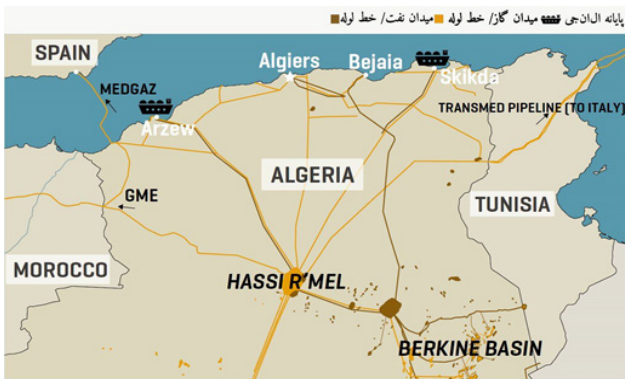 پایانه ال‌ان‌جی میدان گاز/ خط لوله میدان نفت/ خط لوله
SPAIN
Algiers
Bejaia
Skikda
MEDGAZ
Arzew
TRANSMED PIPELINE (TO ITALY)
ALGERIA
GME
TUNISIA
MOROCCO
HASSI R'MEL
BERKINE BASIN